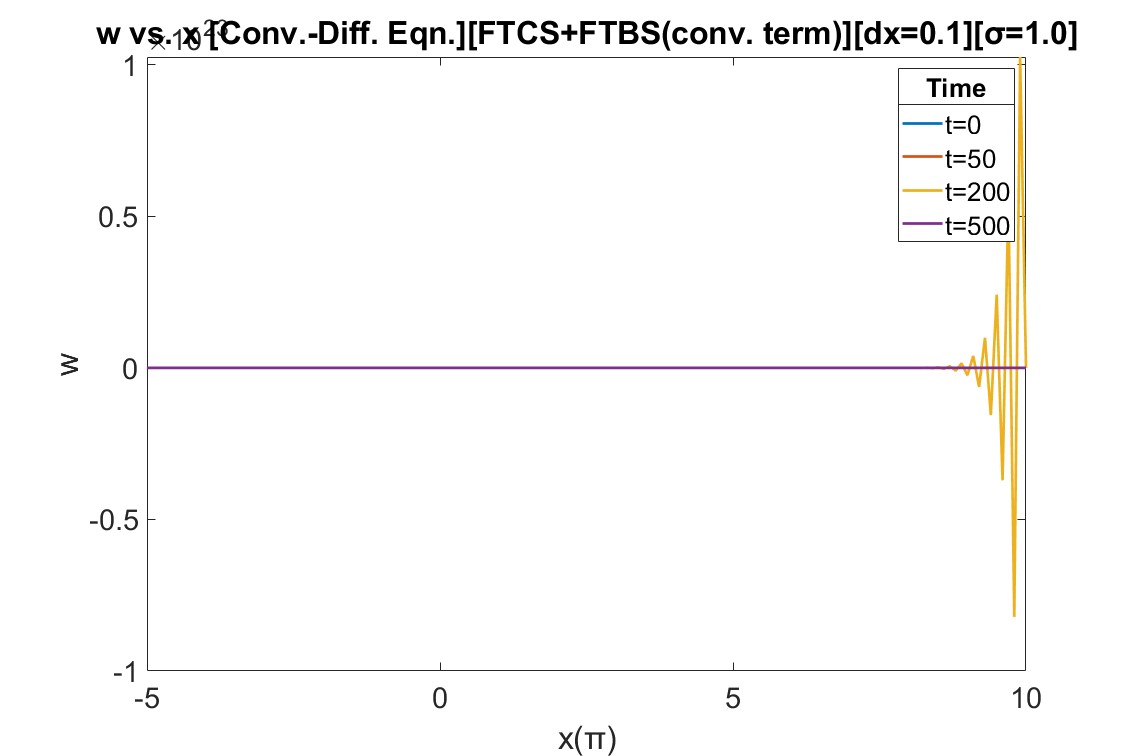 w vs. x [Conv.-Diff. Eqn.][FTCS+FTBS(conv. term)][dx=0.1][σ=1.0]
×10²³
1
0.5
0
-0.5
-1
w
-5
0
5
10
x(π)
Time
t=0
t=50
t=200
t=500